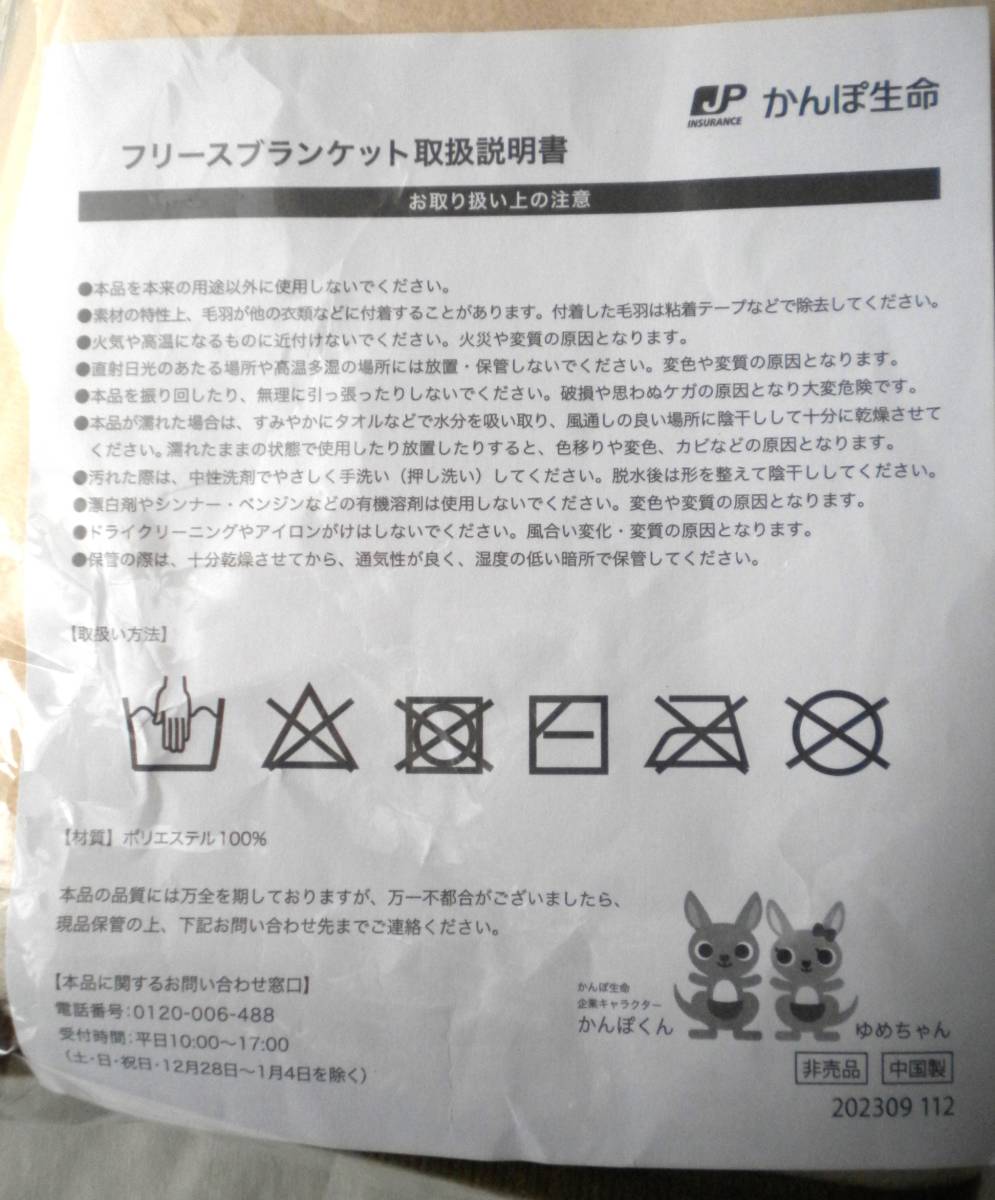 JP INSURANCE かんぽ生命
フリースブランケット取扱説明書
お取り扱い上の注意
●本品を本来の用途以外に使用しないでください。
●素材の特性上、毛羽が他の衣類などに付着することがあります。付着した毛羽は粘着テープなどで除去してください。
●火気や高温になるものに近付けないでください。火災や変質の原因となります。
●直射日光のあたる場所や高温多湿の場所には放置・保管しないでください。変色や変質の原因となります。
●本品を振り回したり、無理に引っ張ったりしないでください。破損や思わぬケガの原因となり大変危険です。
●本品が濡れた場合は、すみやかにタオルなどで水分を吸い取り、風通しの良い場所に陰干しして十分に乾燥させて
ください。濡れたままの状態で使用したり放置したりすると、色移りや変色、カビなどの原因となります。
●汚れた際は、中性洗剤でやさしく手洗い（押し洗い）してください。脱水後は形を整えて陰干ししてください。
●漂白剤やシンナー・ベンジンなどの有機溶剤は使用しないでください。変色や変質の原因となります。
●ドライクリーニングやアイロンがけはしないでください。風合い変化・変質の原因となります。
●保管の際は、十分乾燥させてから、通気性が良く、湿度の低い暗所で保管してください。
【取扱い方法】
【材質】ポリエステル100%
本品の品質には万全を期しておりますが、万一不都合がございましたら、
現品保管の上、下記お問い合わせ先までご連絡ください。
【本品に関するお問い合わせ窓口】
電話番号:0120-006-488
受付時間:平日10:00〜17:00
（土・日・祝日・12月28日〜1月4日を除く）
かんぽ生命
企業キャラクター
かんぽくん
ゆめちゃん
非売品 中国製
202309 112